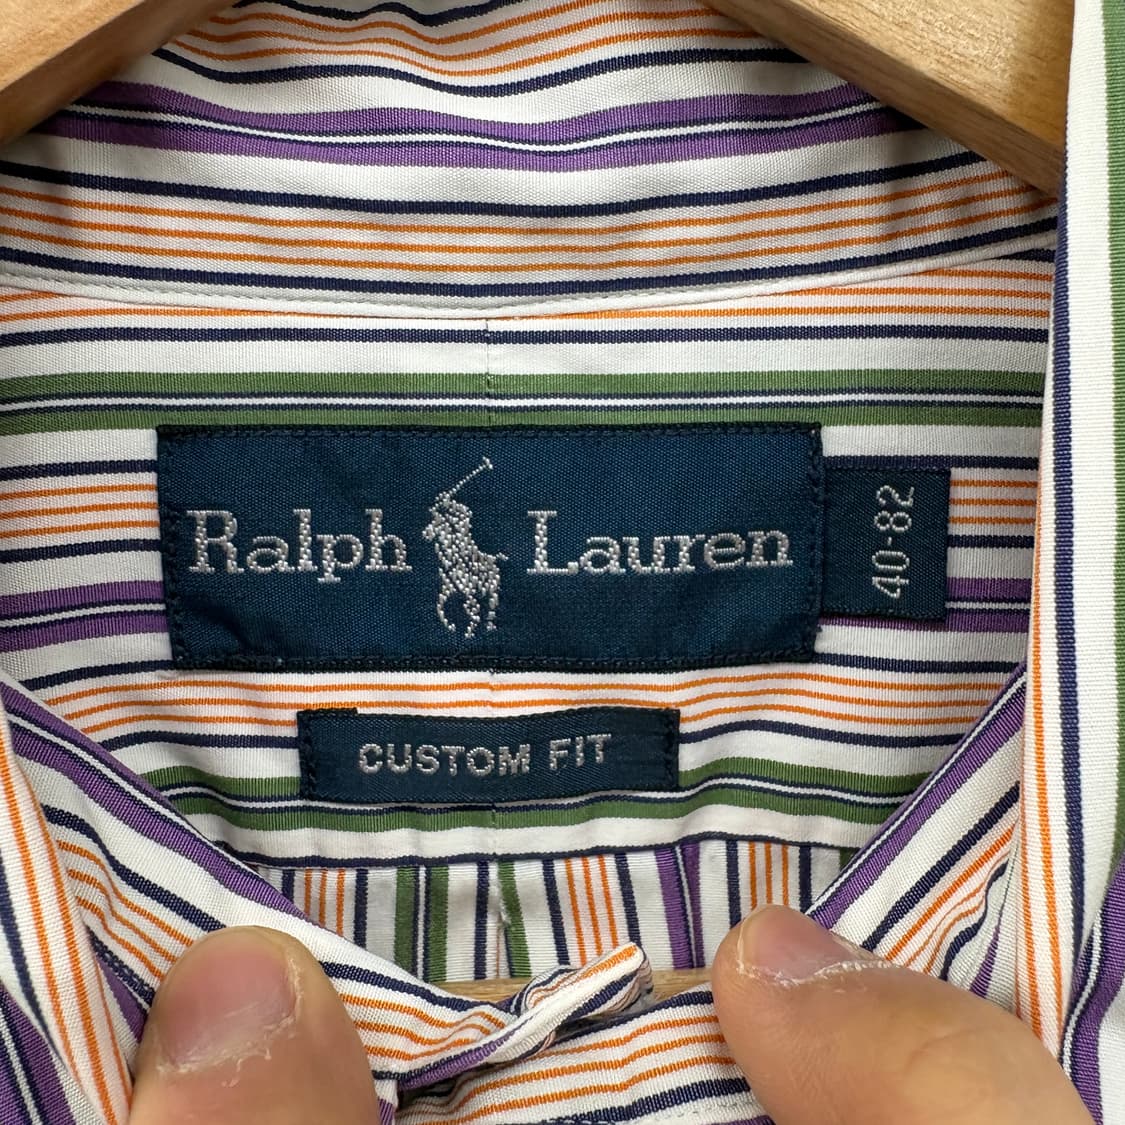 Ralph Lauren
40-82
CUSTOM FIT